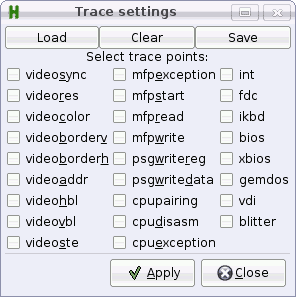 Trace settings
Load Clear Save
Select trace points:
videosync mfpexception int
videores mfpstart fdc
videocolor mfpread ikbd
videoborderv mfpwrite bios
videoborderh psgwritereg xbios
videoaddr psgwritedata gemdos
videohbl cpupairing vdi
videovbl cpudisasm blitter
videoste cpuexception
Apply Close